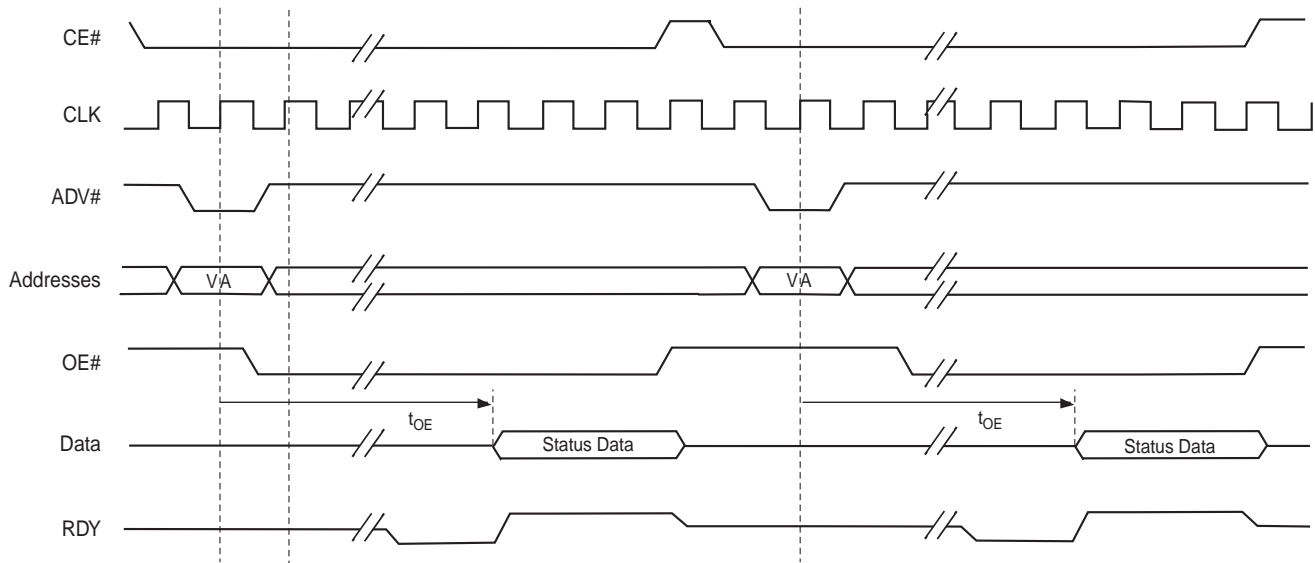 CE#
CLK
ADV#
Addresses VA VA
OE#
tOE tOE
Data Status Data Status Data
RDY